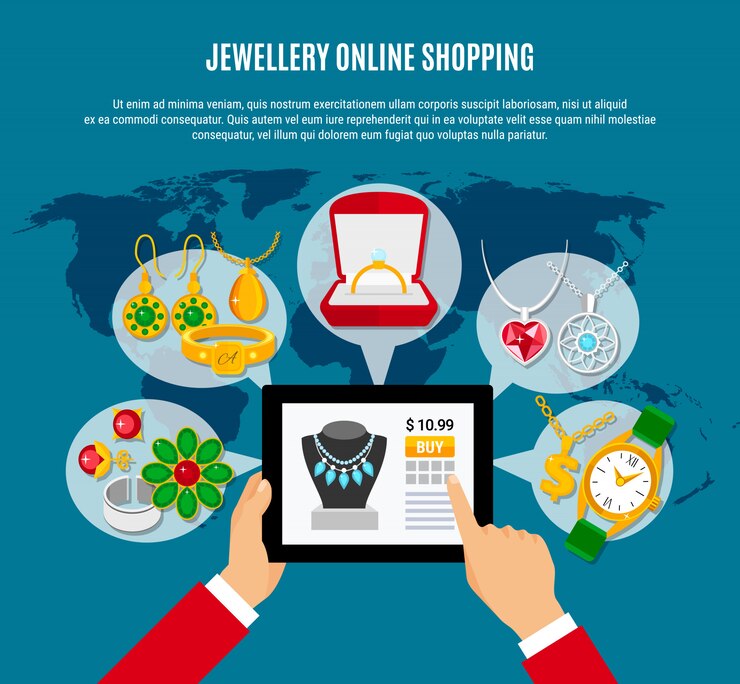 JEWELLERY ONLINE SHOPPING
Ut enim ad minima veniam, quis nostrum exercitationem ullam corporis suscipit laboriosam, nisi ut aliquid
ex ea commodi consequatur. Quis autem vel eum iure reprehenderit qui in ea voluptate velit esse quam nihil molestiae
consequatur, vel illum qui dolorem eum fugiat quo voluptas nulla pariatur.
CA
$ 10.99
BUY
XII
$